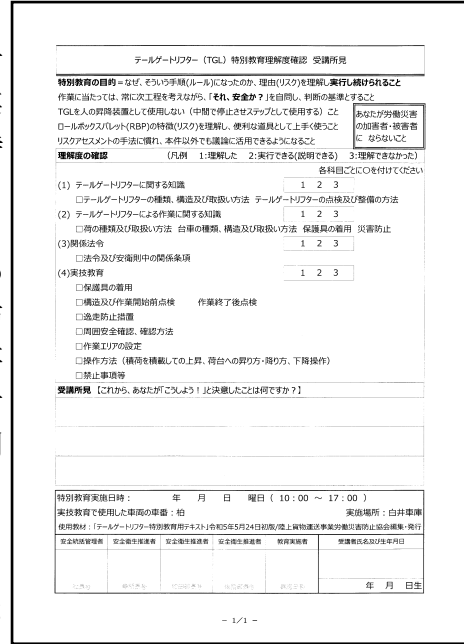 テールゲートリフター（TGL）特別教育理解度確認 受講所見
特別教育の目的＝なぜ、そういう手順(ルール)になったのか、理由(リスク)を理解し実行し続けられること
作業に当たっては、常に次工程を考えながら、「それ、安全か？」を自問し、判断の基準とすること
TGLを人の昇降装置として使用しない（中間で停止させステップとして使用する）こと
ロールボックスパレット(RBP)の特徴(リスク)を理解し、便利な道具として上手く使うこと
リスクアセスメントの手法に慣れ、本件以外でも議論に活用できるようになること
あなたが労働災害
の加害者・被害者
に ならないこと
理解度の確認 （凡例 1:理解した 2:実行できる(説明できる) 3:理解できなかった）
各科目ごとに○を付けてください
(1) テールゲートリフターに関する知識 1 2 3
□テールゲートリフターの種類、構造及び取扱い方法 テールゲートリフターの点検及び整備の方法
(2) テールゲートリフターによる作業に関する知識 1 2 3
□荷の種類及び取扱い方法 台車の種類、構造及び取扱い方法 保護具の着用 災害防止
(3)関係法令 1 2 3
□法令及び安衛則中の関係条項
(4)実技教育 1 2 3
□保護具の着用
□構造及び作業開始前点検 作業終了後点検
□逸走防止措置
□周囲安全確認、確認方法
□作業エリアの設定
□操作方法（積荷を積載しての上昇、荷台への昇り方・降り方、下降操作）
□禁止事項等
受講所見 【これから、あなたが「こうしよう！」と決意したことは何ですか？】
特別教育実施日時： 年 月 日 曜日（ 10：00 ～ 17：00 ）
実技教育で使用した車両の車番：柏 実施場所：白井車庫
使用教材：「テールゲートリフター特別教育用テキスト」令和5年5月24日初版/陸上貨物運送事業労働災害防止協会編集・発行
安全統括管理者 安全衛生推進者 安全衛生推進者 安全衛生推進者 教育実施者 受講者氏名及び生年月日
年 月 日生
－ 1/1 －